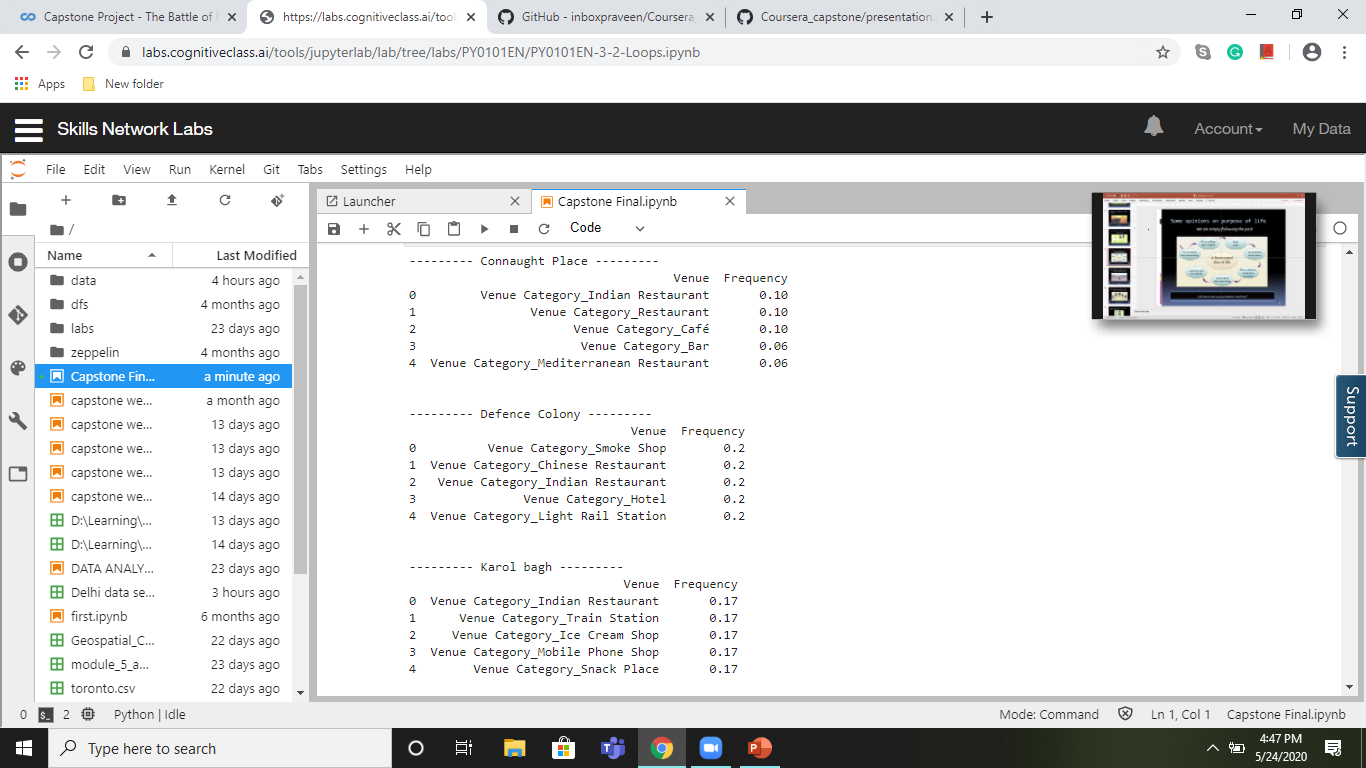 Capstone Project - The Battle of
https://labs.cognitiveclass.ai/tool
GitHub - inboxpraveen/Coursera_
Coursera_capstone/presentation.
labs.cognitiveclass.ai/tools/jupyterlab/lab/tree/labs/PY0101EN/PY0101EN-3-2-Loops.ipynb
Apps
New folder
Skills Network Labs
Account
My Data
File Edit View Run Kernel Git Tabs Settings Help
Launcher
Capstone Final.ipynb
Code
/
Name Last Modified
data 4 hours ago
dfs 4 months ago
labs 23 days ago
zeppelin 4 months ago
Capstone Fin... a minute ago
capstone we... a month ago
capstone we... 13 days ago
capstone we... 13 days ago
capstone we... 13 days ago
capstone we... 14 days ago
D:\Learning\... 13 days ago
D:\Learning\... 14 days ago
DATA ANALY... 23 days ago
Delhi data se... 3 hours ago
first.ipynb 6 months ago
Geospatial_C... 22 days ago
module_5_a... 23 days ago
toronto.csv 22 days ago
--------- Connaught Place ---------
Venue Frequency
0 Venue Category_Indian Restaurant 0.10
1 Venue Category_Restaurant 0.10
2 Venue Category_Café 0.10
3 Venue Category_Bar 0.06
4 Venue Category_Mediterranean Restaurant 0.06
--------- Defence Colony ---------
Venue Frequency
0 Venue Category_Smoke Shop 0.2
1 Venue Category_Chinese Restaurant 0.2
2 Venue Category_Indian Restaurant 0.2
3 Venue Category_Hotel 0.2
4 Venue Category_Light Rail Station 0.2
--------- Karol bagh ---------
Venue Frequency
0 Venue Category_Indian Restaurant 0.17
1 Venue Category_Train Station 0.17
2 Venue Category_Ice Cream Shop 0.17
3 Venue Category_Mobile Phone Shop 0.17
4 Venue Category_Snack Place 0.17
Some opinions on purpose of life
We are simply following the past
Support
0 2 Python | Idle
Mode: Command Ln 1, Col 1 Capstone Final.ipynb
Type here to search
4:47 PM
5/24/2020